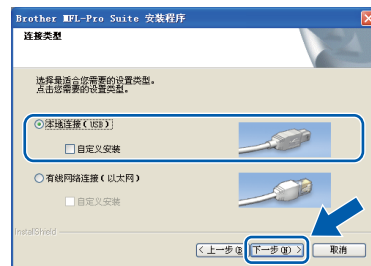 Brother MFL-Pro Suite 安装程序
连接类型
选择最适合您需要的设置类型。
点击您需要的设置类型。
本地连接（USB）
自定义安装
有线网络连接（以太网）
自定义安装
InstallShield
<上一步(B) 下一步(N)> 取消